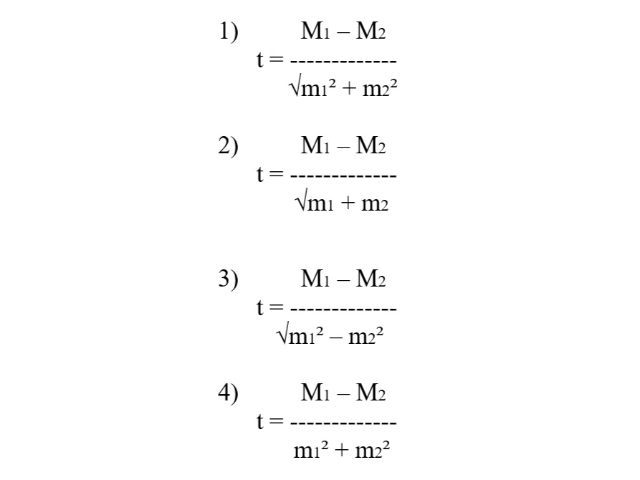 1) M₁ – M₂
t = -------------
√m₁² + m₂²
2) M₁ – M₂
t = -------------
√m₁ + m₂
3) M₁ – M₂
t = -------------
√m₁² – m₂²
4) M₁ – M₂
t = -------------
m₁² + m₂²